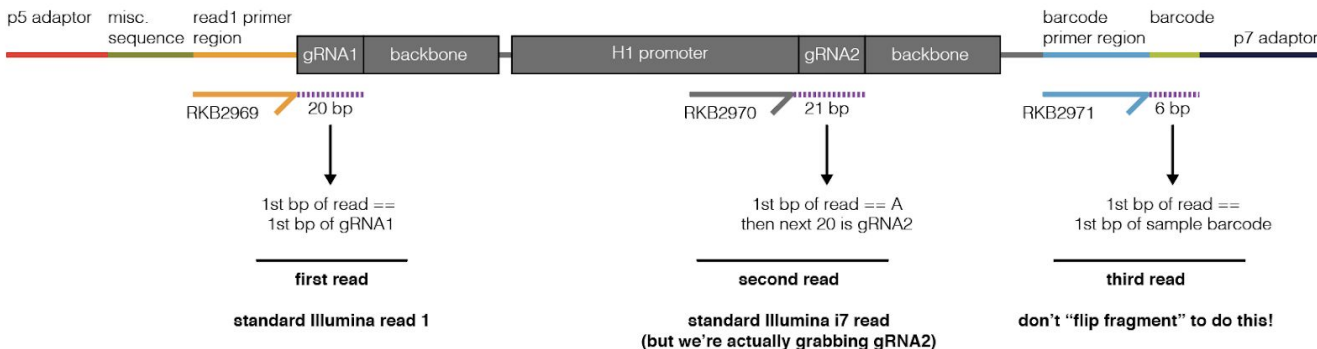 p5 adaptor
misc.
sequence
read1 primer
region
barcode
primer region
barcode
p7 adaptor
gRNA1
backbone
H1 promoter
gRNA2
backbone
RKB2969
20 bp
RKB2970
21 bp
RKB2971
6 bp
1st bp of read ==
1st bp of gRNA1
1st bp of read == A
then next 20 is gRNA2
1st bp of read ==
1st bp of sample barcode
first read
second read
third read
standard Illumina read 1
standard Illumina i7 read
(but we’re actually grabbing gRNA2)
don’t “flip fragment” to do this!